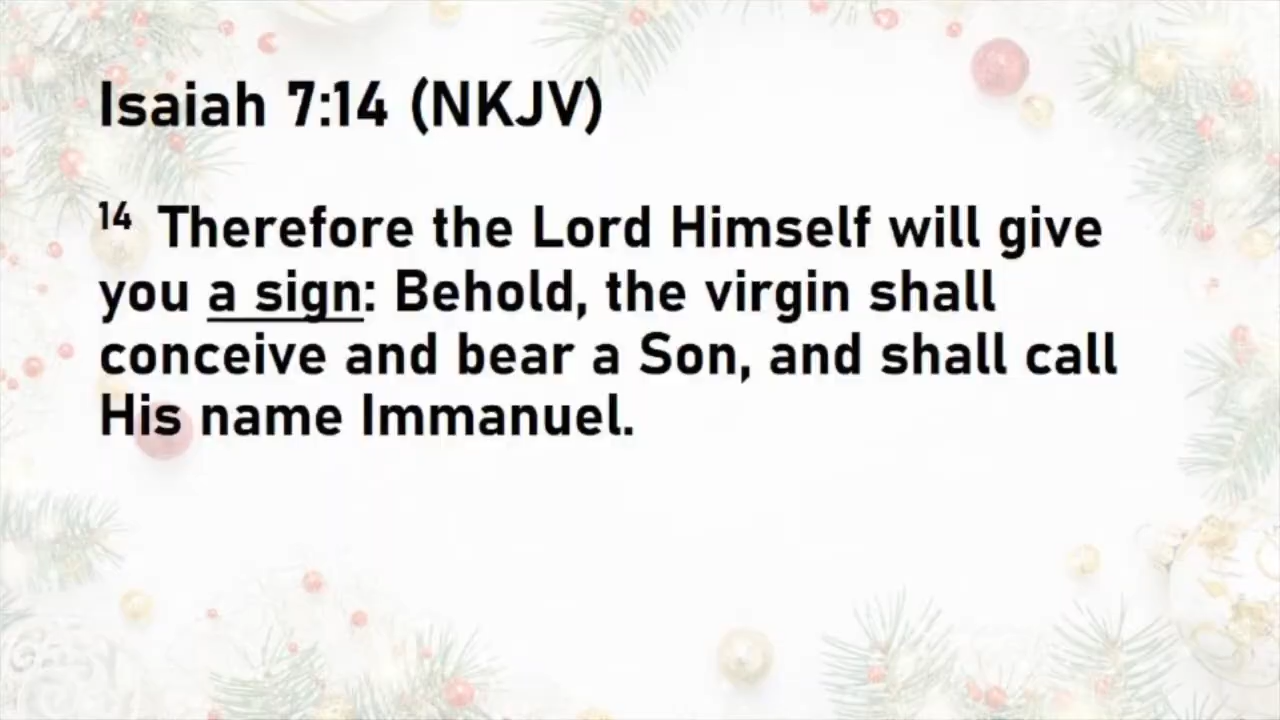 Isaiah 7:14 (NKJV)
14 Therefore the Lord Himself will give
you a sign: Behold, the virgin shall
conceive and bear a Son, and shall call
His name Immanuel.